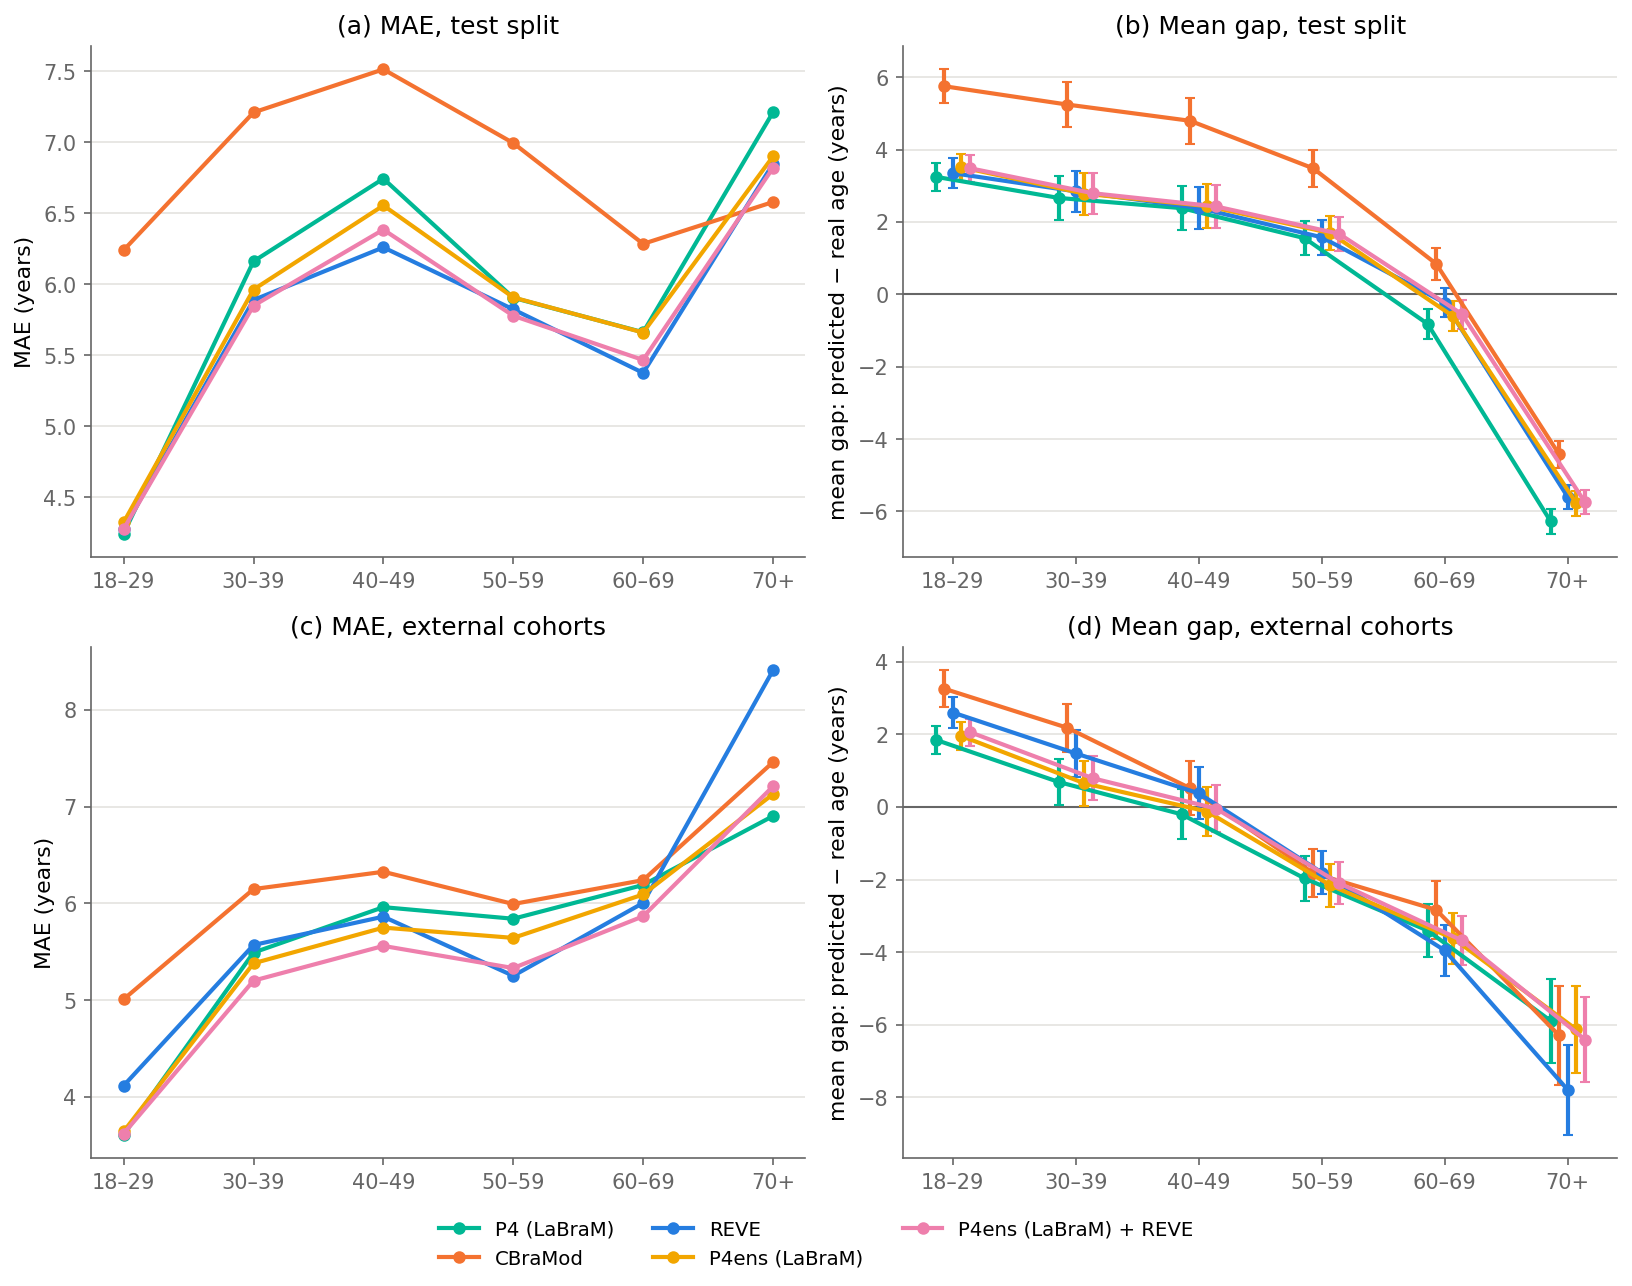 (a) MAE, test split
MAE (years)
7.5
7.0
6.5
6.0
5.5
5.0
4.5
18–29 30–39 40–49 50–59 60–69 70+
(b) Mean gap, test split
mean gap: predicted − real age (years)
6
4
2
0
−2
−4
−6
18–29 30–39 40–49 50–59 60–69 70+
(c) MAE, external cohorts
MAE (years)
8
7
6
5
4
18–29 30–39 40–49 50–59 60–69 70+
(d) Mean gap, external cohorts
mean gap: predicted − real age (years)
4
2
0
−2
−4
−6
−8
18–29 30–39 40–49 50–59 60–69 70+
P4 (LaBraM) REVE P4ens (LaBraM) + REVE
CBraMod P4ens (LaBraM)